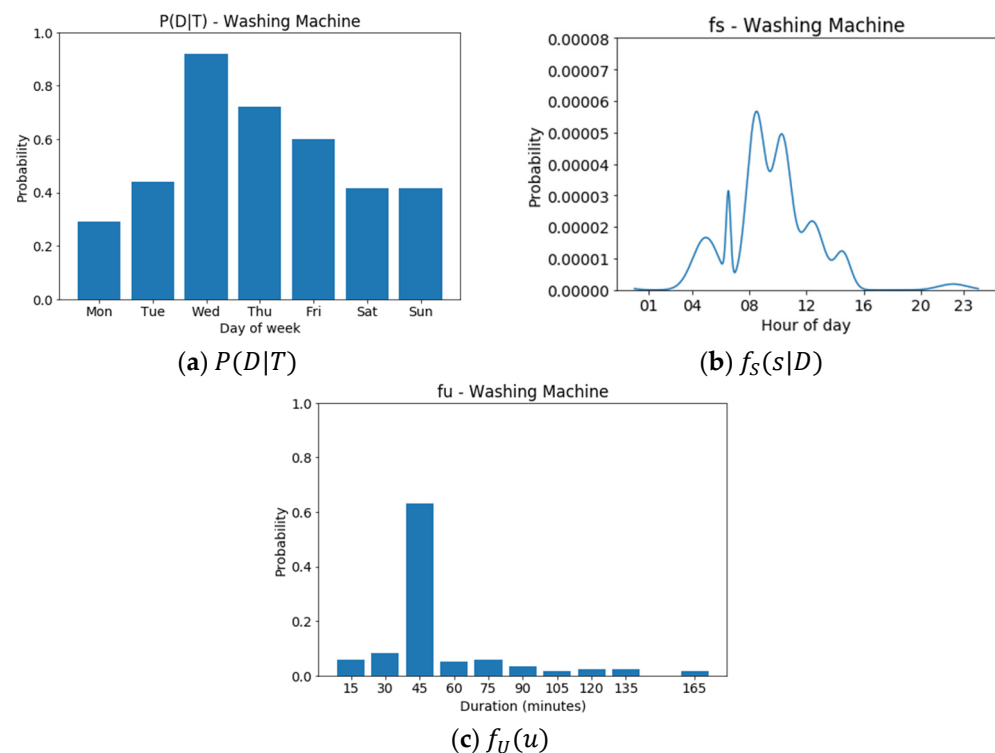 P(D|T) - Washing Machine
1.0
0.8
0.6
0.4
0.2
0.0
Probability
Mon Tue Wed Thu Fri Sat Sun
Day of week
(a) P(D|T)
fs - Washing Machine
0.00008
0.00007
0.00006
0.00005
0.00004
0.00003
0.00002
0.00001
0.00000
Probability
01 04 08 12 16 20 23
Hour of day
(b) f_S(s|D)
fu - Washing Machine
1.0
0.8
0.6
0.4
0.2
0.0
Probability
15 30 45 60 75 90 105 120 135 165
Duration (minutes)
(c) f_U(u)